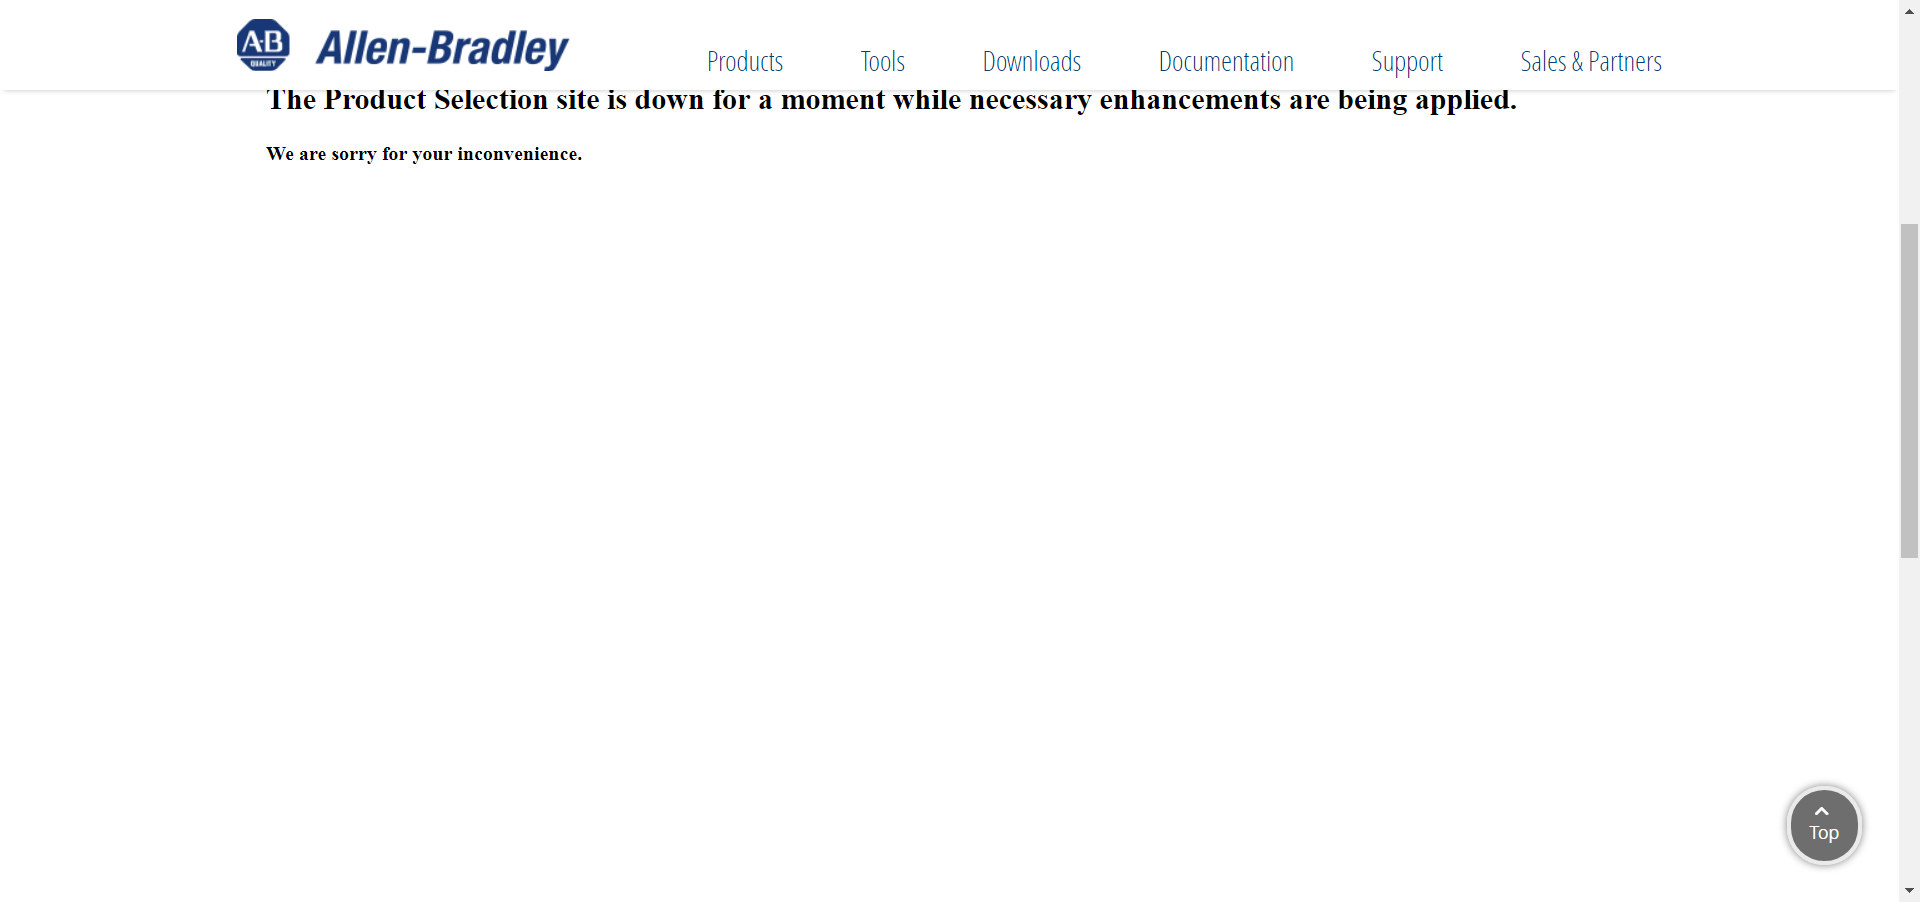 A-B
QUALITY
Allen-Bradley
Products
Tools
Downloads
Documentation
Support
Sales & Partners
The Product Selection site is down for a moment while necessary enhancements are being applied.
We are sorry for your inconvenience.
Top